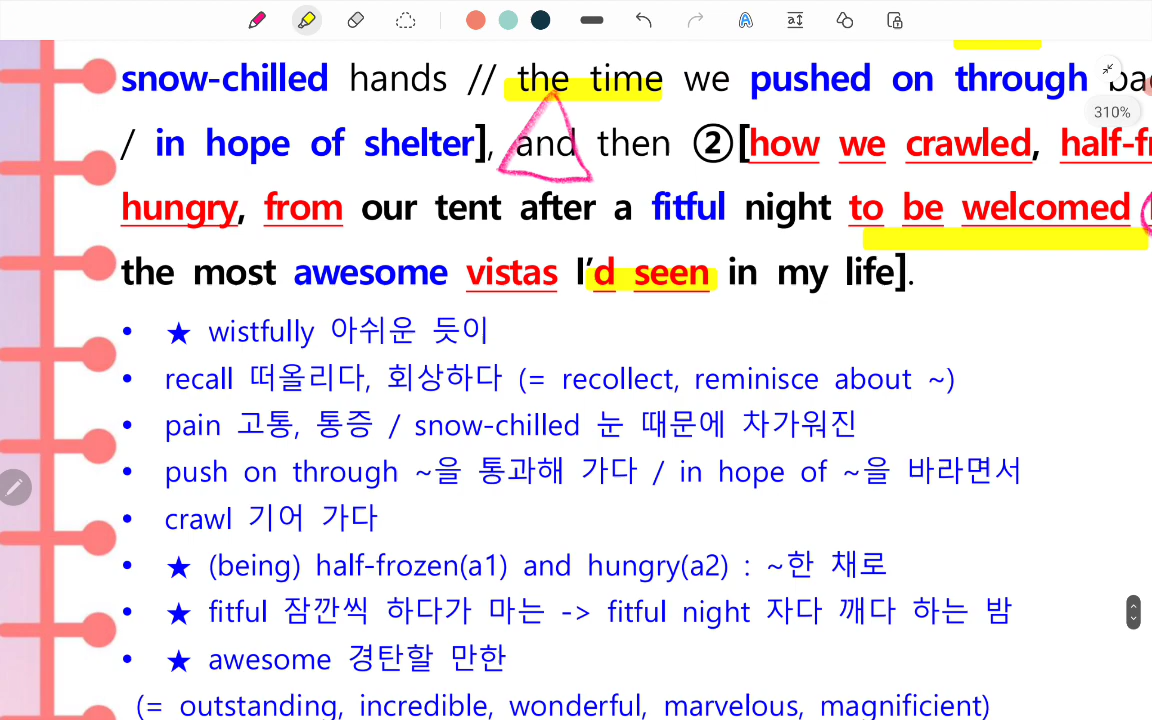 snow-chilled hands // the time we pushed on through
310%
/ in hope of shelter], and then ②[how we crawled,
hungry, from our tent after a fitful night to be welcomed
the most awesome vistas I'd seen in my life].
• ★ wistfully 아쉬운 듯이
• recall 떠올리다, 회상하다 (= recollect, reminisce about ~)
• pain 고통, 통증 / snow-chilled 눈 때문에 차가워진
• push on through ~을 통과해 가다 / in hope of ~을 바라면서
• crawl 기어 가다
• ★ (being) half-frozen(a1) and hungry(a2) : ~한 채로
• ★ fitful 잠깐씩 하다가 마는 -> fitful night 자다 깨다 하는 밤
• ★ awesome 경탄할 만한
(= outstanding, incredible, wonderful, marvelous, magnificient)